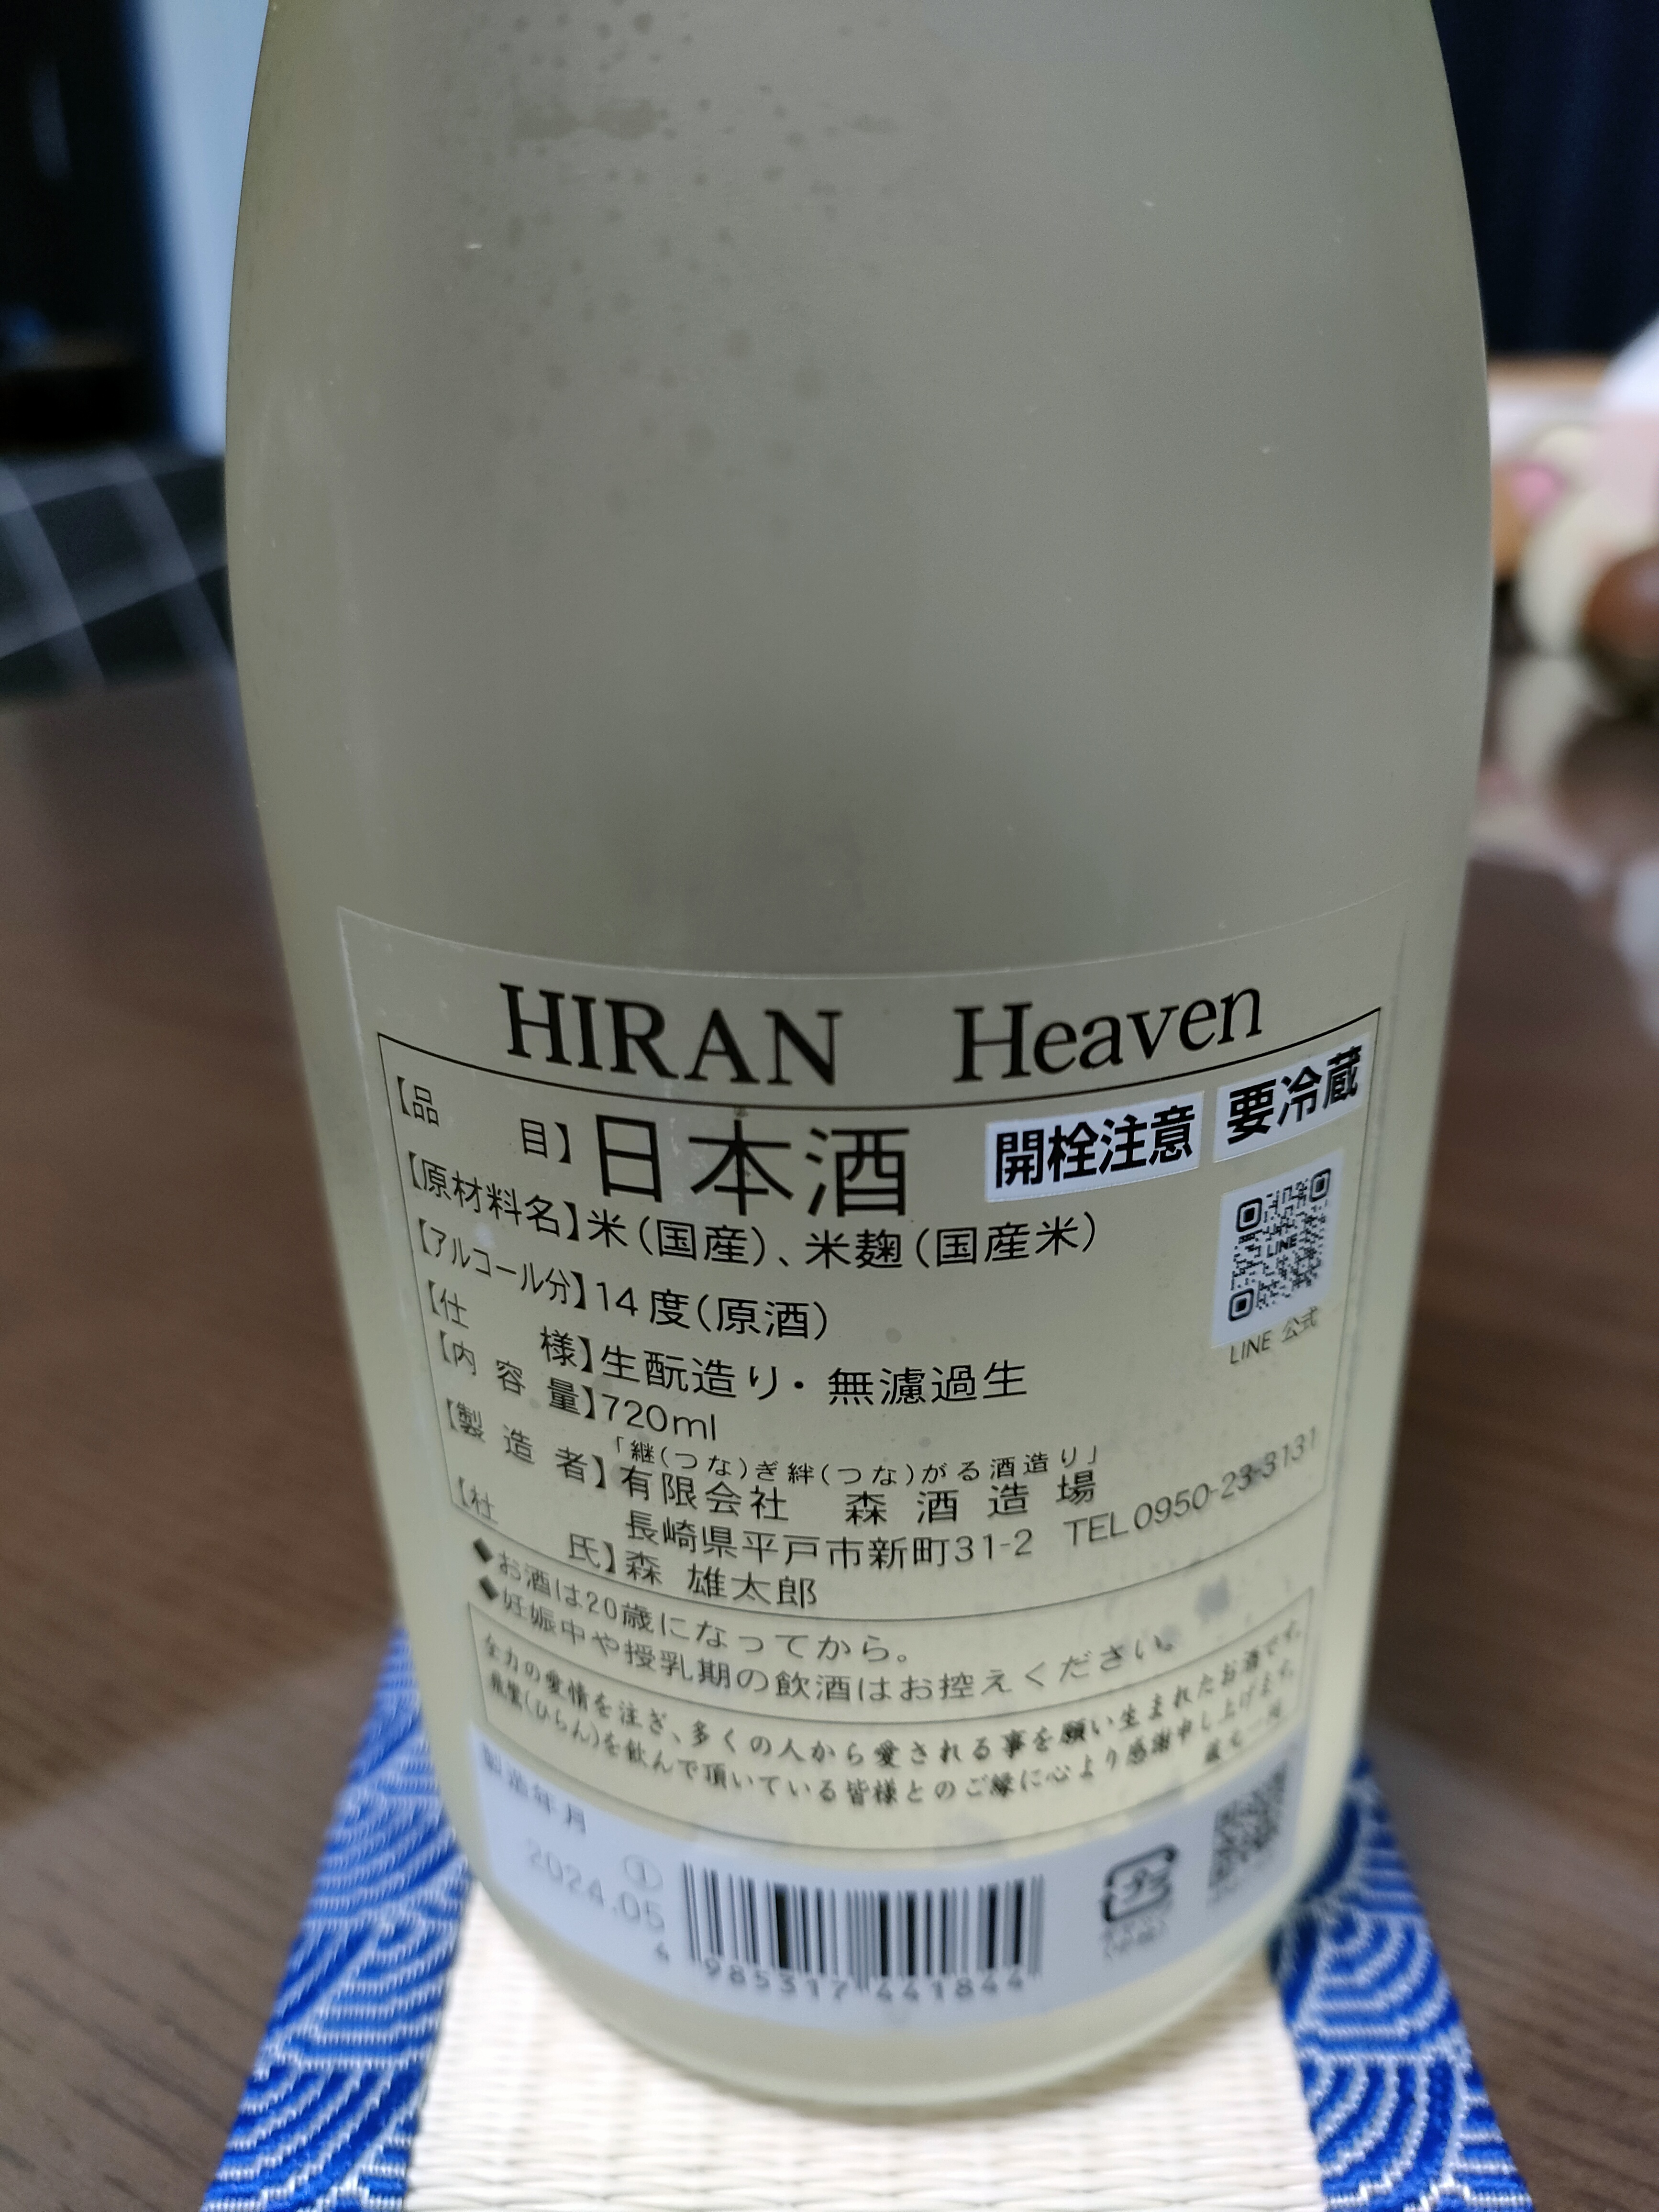 HIRAN Heaven
【品目】日本酒
開栓注意
要冷蔵
【原材料名】米(国産)、米麹(国産米)
【アルコール分】14度(原酒)
LINE
LINE 公式
【仕様】生酛造り・無濾過生
【内容量】720ml
「継(つな)ぎ絆(つな)がる酒造り」
【製造者】有限会社 森酒造場
長崎県平戸市新町31-2 TEL0950-23-3131
【杜氏】森 雄太郎
◆お酒は20歳になってから。
◆妊娠中や授乳期の飲酒はお控えください。
全力の愛情を注ぎ、多くの人から愛される事を願い生まれたお酒です。
飛鸞(ひらん)を飲んで頂いている皆様とのご縁に心より感謝申し上げます。
蔵元一同
製造年月
2024.05
①
4 985317 441844